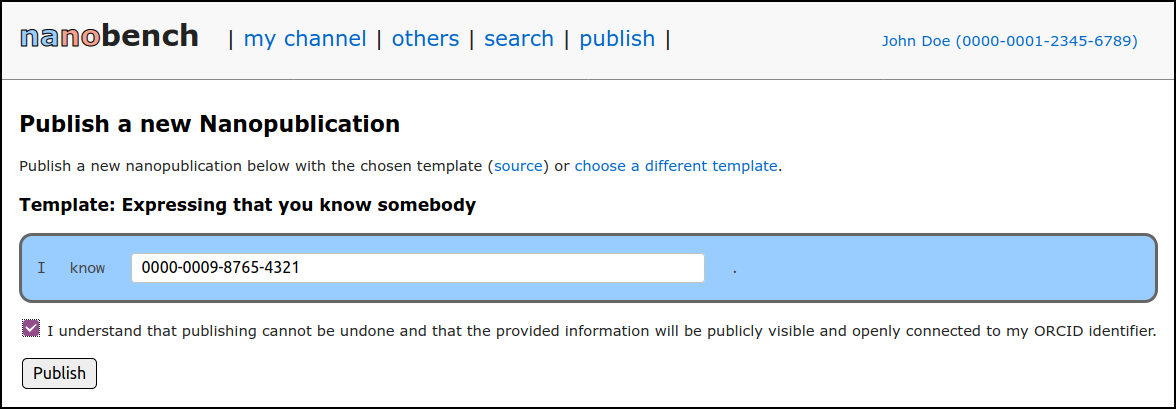 nanobench | my channel | others | search | publish | John Doe (0000-0001-2345-6789)
Publish a new Nanopublication
Publish a new nanopublication below with the chosen template (source) or choose a different template.
Template: Expressing that you know somebody
I know 0000-0009-8765-4321 .
I understand that publishing cannot be undone and that the provided information will be publicly visible and openly connected to my ORCID identifier.
Publish